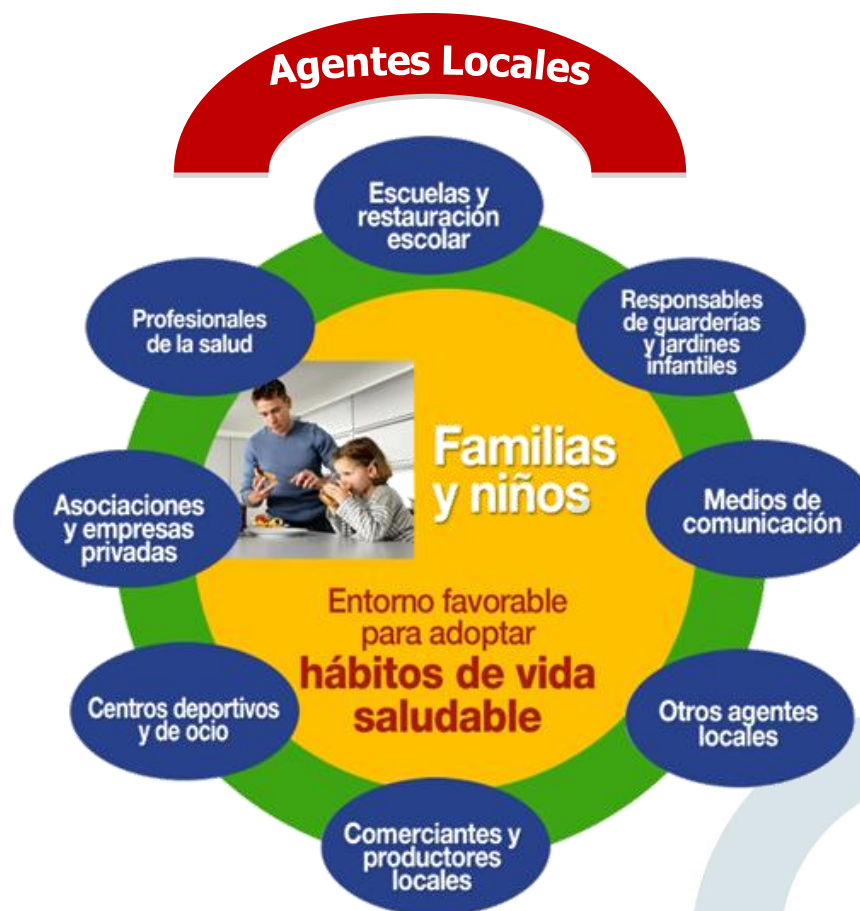 Agentes Locales
Escuelas y
restauración
escolar
Responsables
de guarderías
y jardines
infantiles
Profesionales
de la salud
Familias
y niños
Asociaciones
y empresas
privadas
Medios de
comunicación
Entorno favorable
para adoptar
hábitos de vida
saludable
Centros deportivos
y de ocio
Otros agentes
locales
Comerciantes y
productores
locales